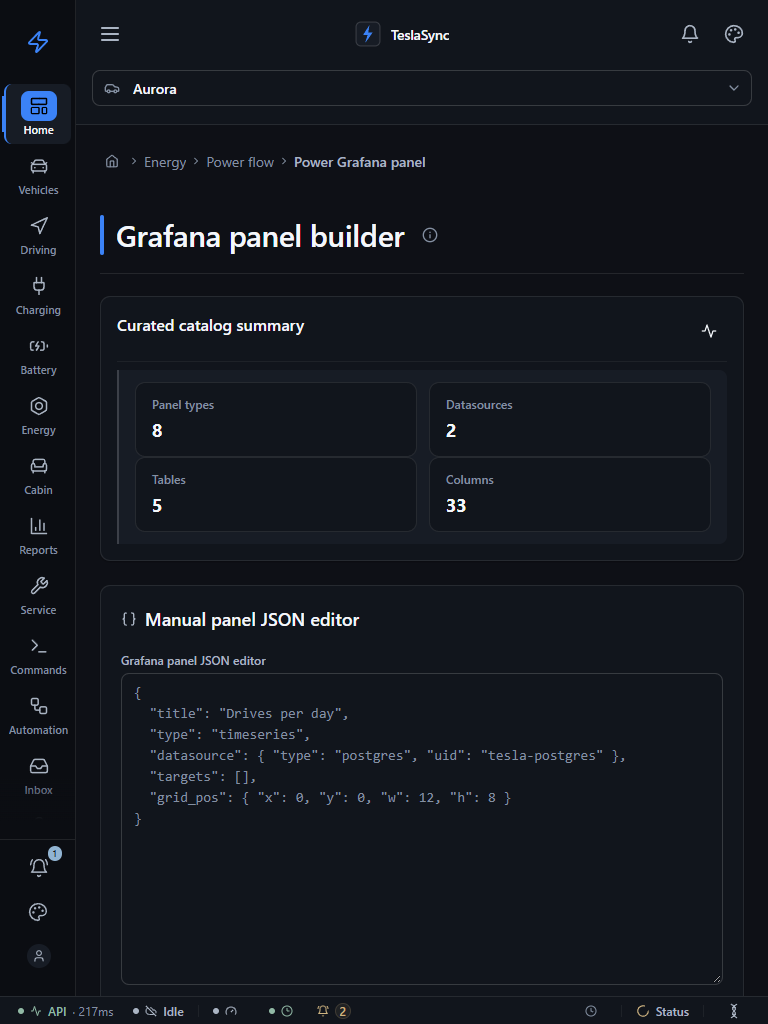 TeslaSync
Aurora
Home
Vehicles
Driving
Charging
Battery
Energy
Cabin
Reports
Service
Commands
Automation
Inbox
1
Energy > Power flow > Power Grafana panel
Grafana panel builder
Curated catalog summary
Panel types
8
Datasources
2
Tables
5
Columns
33
{} Manual panel JSON editor
Grafana panel JSON editor
{
  "title": "Drives per day",
  "type": "timeseries",
  "datasource": { "type": "postgres", "uid": "tesla-postgres" },
  "targets": [],
  "grid_pos": { "x": 0, "y": 0, "w": 12, "h": 8 }
}
API · 217ms
Idle
2
Status